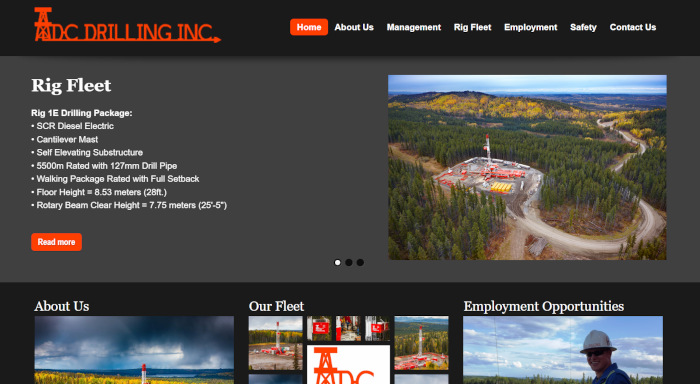 ADC DRILLING INC.
Home About Us Management Rig Fleet Employment Safety Contact Us
Rig Fleet
Rig 1E Drilling Package:
• SCR Diesel Electric
• Cantilever Mast
• Self Elevating Substructure
• 5500m Rated with 127mm Drill Pipe
• Walking Package Rated with Full Setback
• Floor Height = 8.53 meters (28ft.)
• Rotary Beam Clear Height = 7.75 meters (25'-5")
Read more
About Us Our Fleet Employment Opportunities
ADC